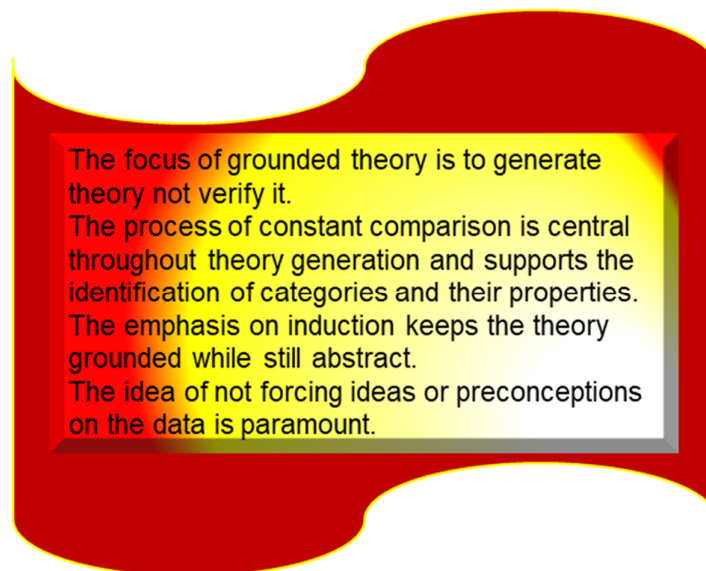 The focus of grounded theory is to generate
theory not verify it.
The process of constant comparison is central
throughout theory generation and supports the
identification of categories and their properties.
The emphasis on induction keeps the theory
grounded while still abstract.
The idea of not forcing ideas or preconceptions
on the data is paramount.